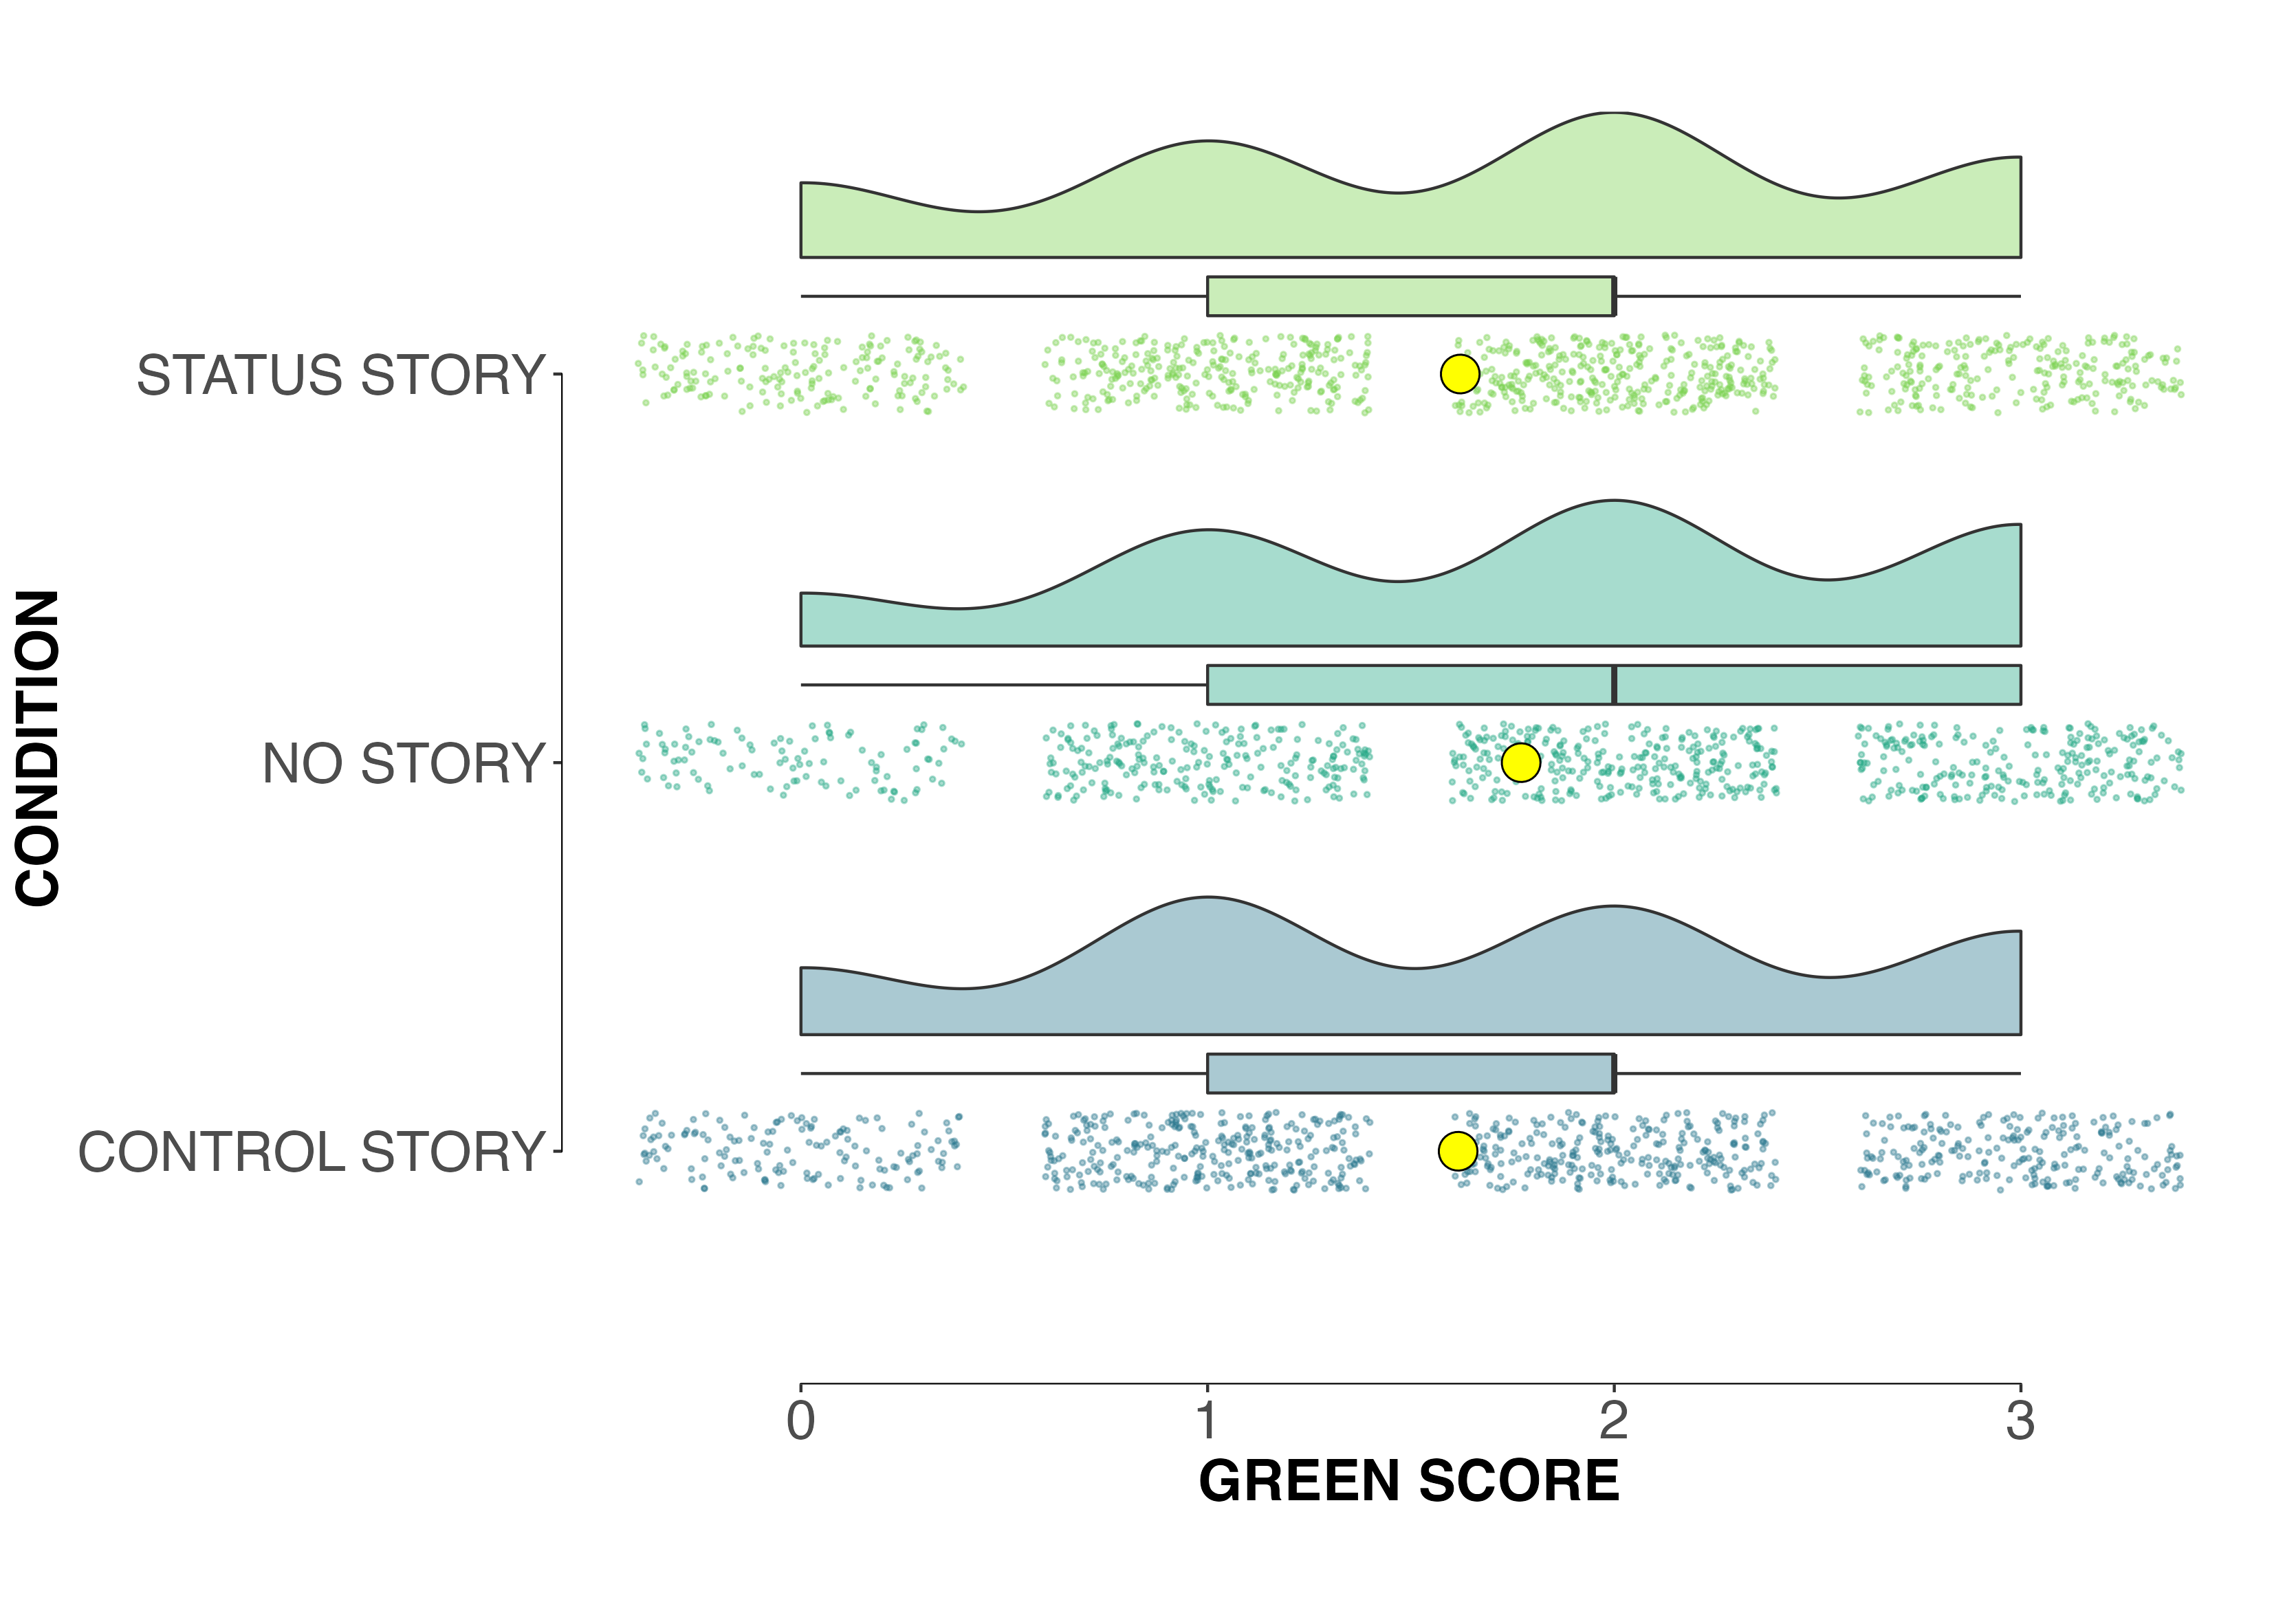 CONDITION
STATUS STORY
NO STORY
CONTROL STORY
0 1 2 3
GREEN SCORE